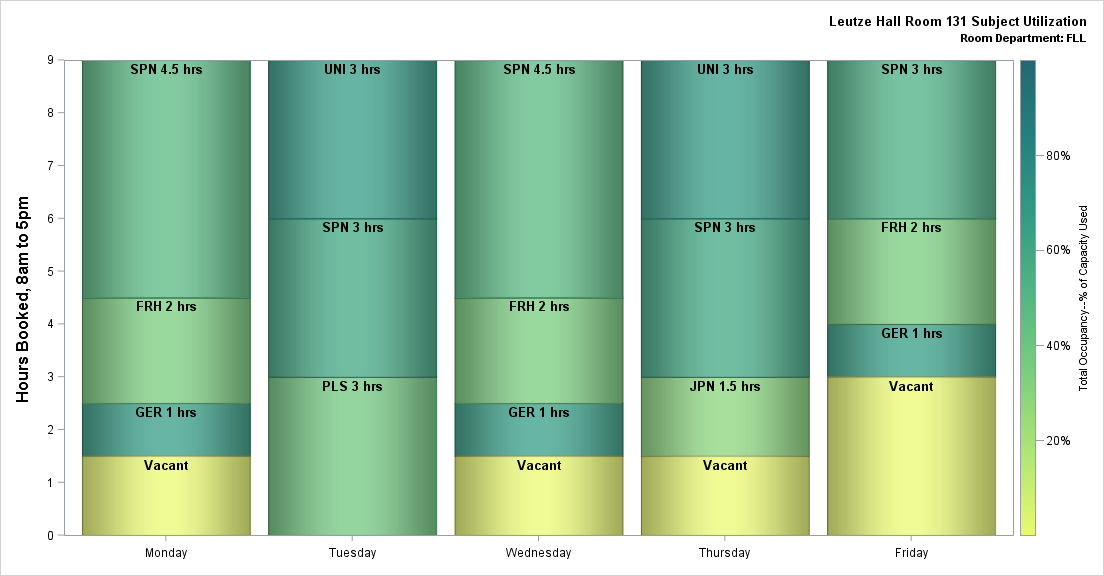 Leutze Hall Room 131 Subject Utilization
Room Department: FLL
Hours Booked, 8am to 5pm
9
8
7
6
5
4
3
2
1
0
SPN 4.5 hrs
FRH 2 hrs
GER 1 hrs
Vacant
UNI 3 hrs
SPN 3 hrs
PLS 3 hrs
SPN 4.5 hrs
FRH 2 hrs
GER 1 hrs
Vacant
UNI 3 hrs
SPN 3 hrs
JPN 1.5 hrs
Vacant
SPN 3 hrs
FRH 2 hrs
GER 1 hrs
Vacant
Monday
Tuesday
Wednesday
Thursday
Friday
80%
60%
40%
20%
Total Occupancy--% of Capacity Used